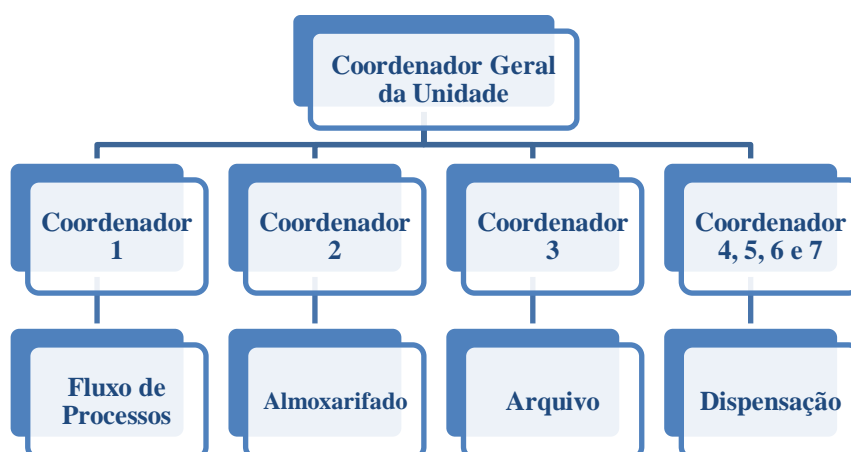 Coordenador Geral
da Unidade
Coordenador
1
Coordenador
2
Coordenador
3
Coordenador
4, 5, 6 e 7
Fluxo de
Processos
Almoxarifado
Arquivo
Dispensação